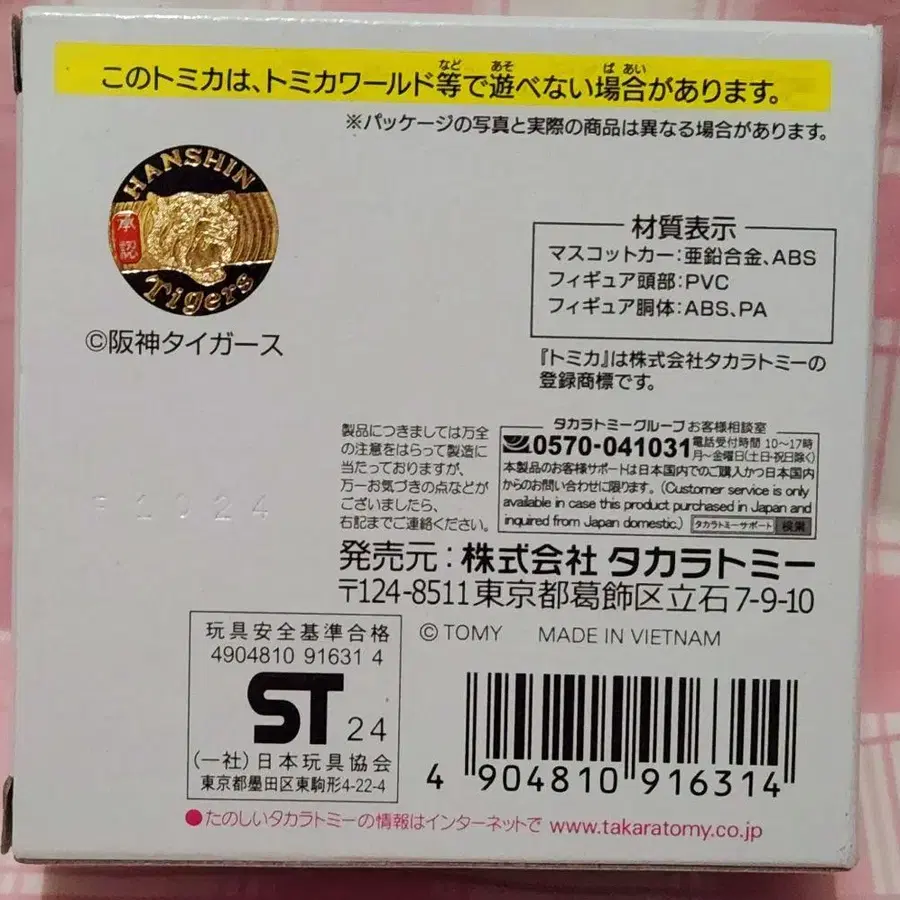 このトミカは、トミカワールド等で遊べない場合があります。
※パッケージの写真と実際の商品は異なる場合があります。
HANSHIN
承認
Tigers
©阪神タイガース
材質表示
マスコットカー:亜鉛合金、ABS
フィギュア頭部:PVC
フィギュア胴体:ABS、PA
『トミカ』は株式会社タカラトミーの
登録商標です。
製品につきましては万全
の注意をはらって製造に
当たっておりますが、
万一お気づきの点などが
ございましたら、
右記までご連絡ください。
タカラトミーグループお客様相談室
0570-041031 電話受付時間 10〜17時
月〜金曜日(土日・祝日除く)
本製品のお客様サポートは日本国内でのご購入かつ日本国内
からのお問い合わせに限ります。(Customer service is only
available in case this product purchased in Japan and
inquired from Japan domestic.) タカラトミーサポート 検索
発売元:株式会社 タカラトミー
〒124-8511 東京都葛飾区立石7-9-10
©TOMY MADE IN VIETNAM
玩具安全基準合格
4904810 91631 4
ST 24
(一社)日本玩具協会
東京都墨田区東駒形4-22-4
4 904810 916314
●たのしいタカラトミーの情報はインターネットで www.takaratomy.co.jp